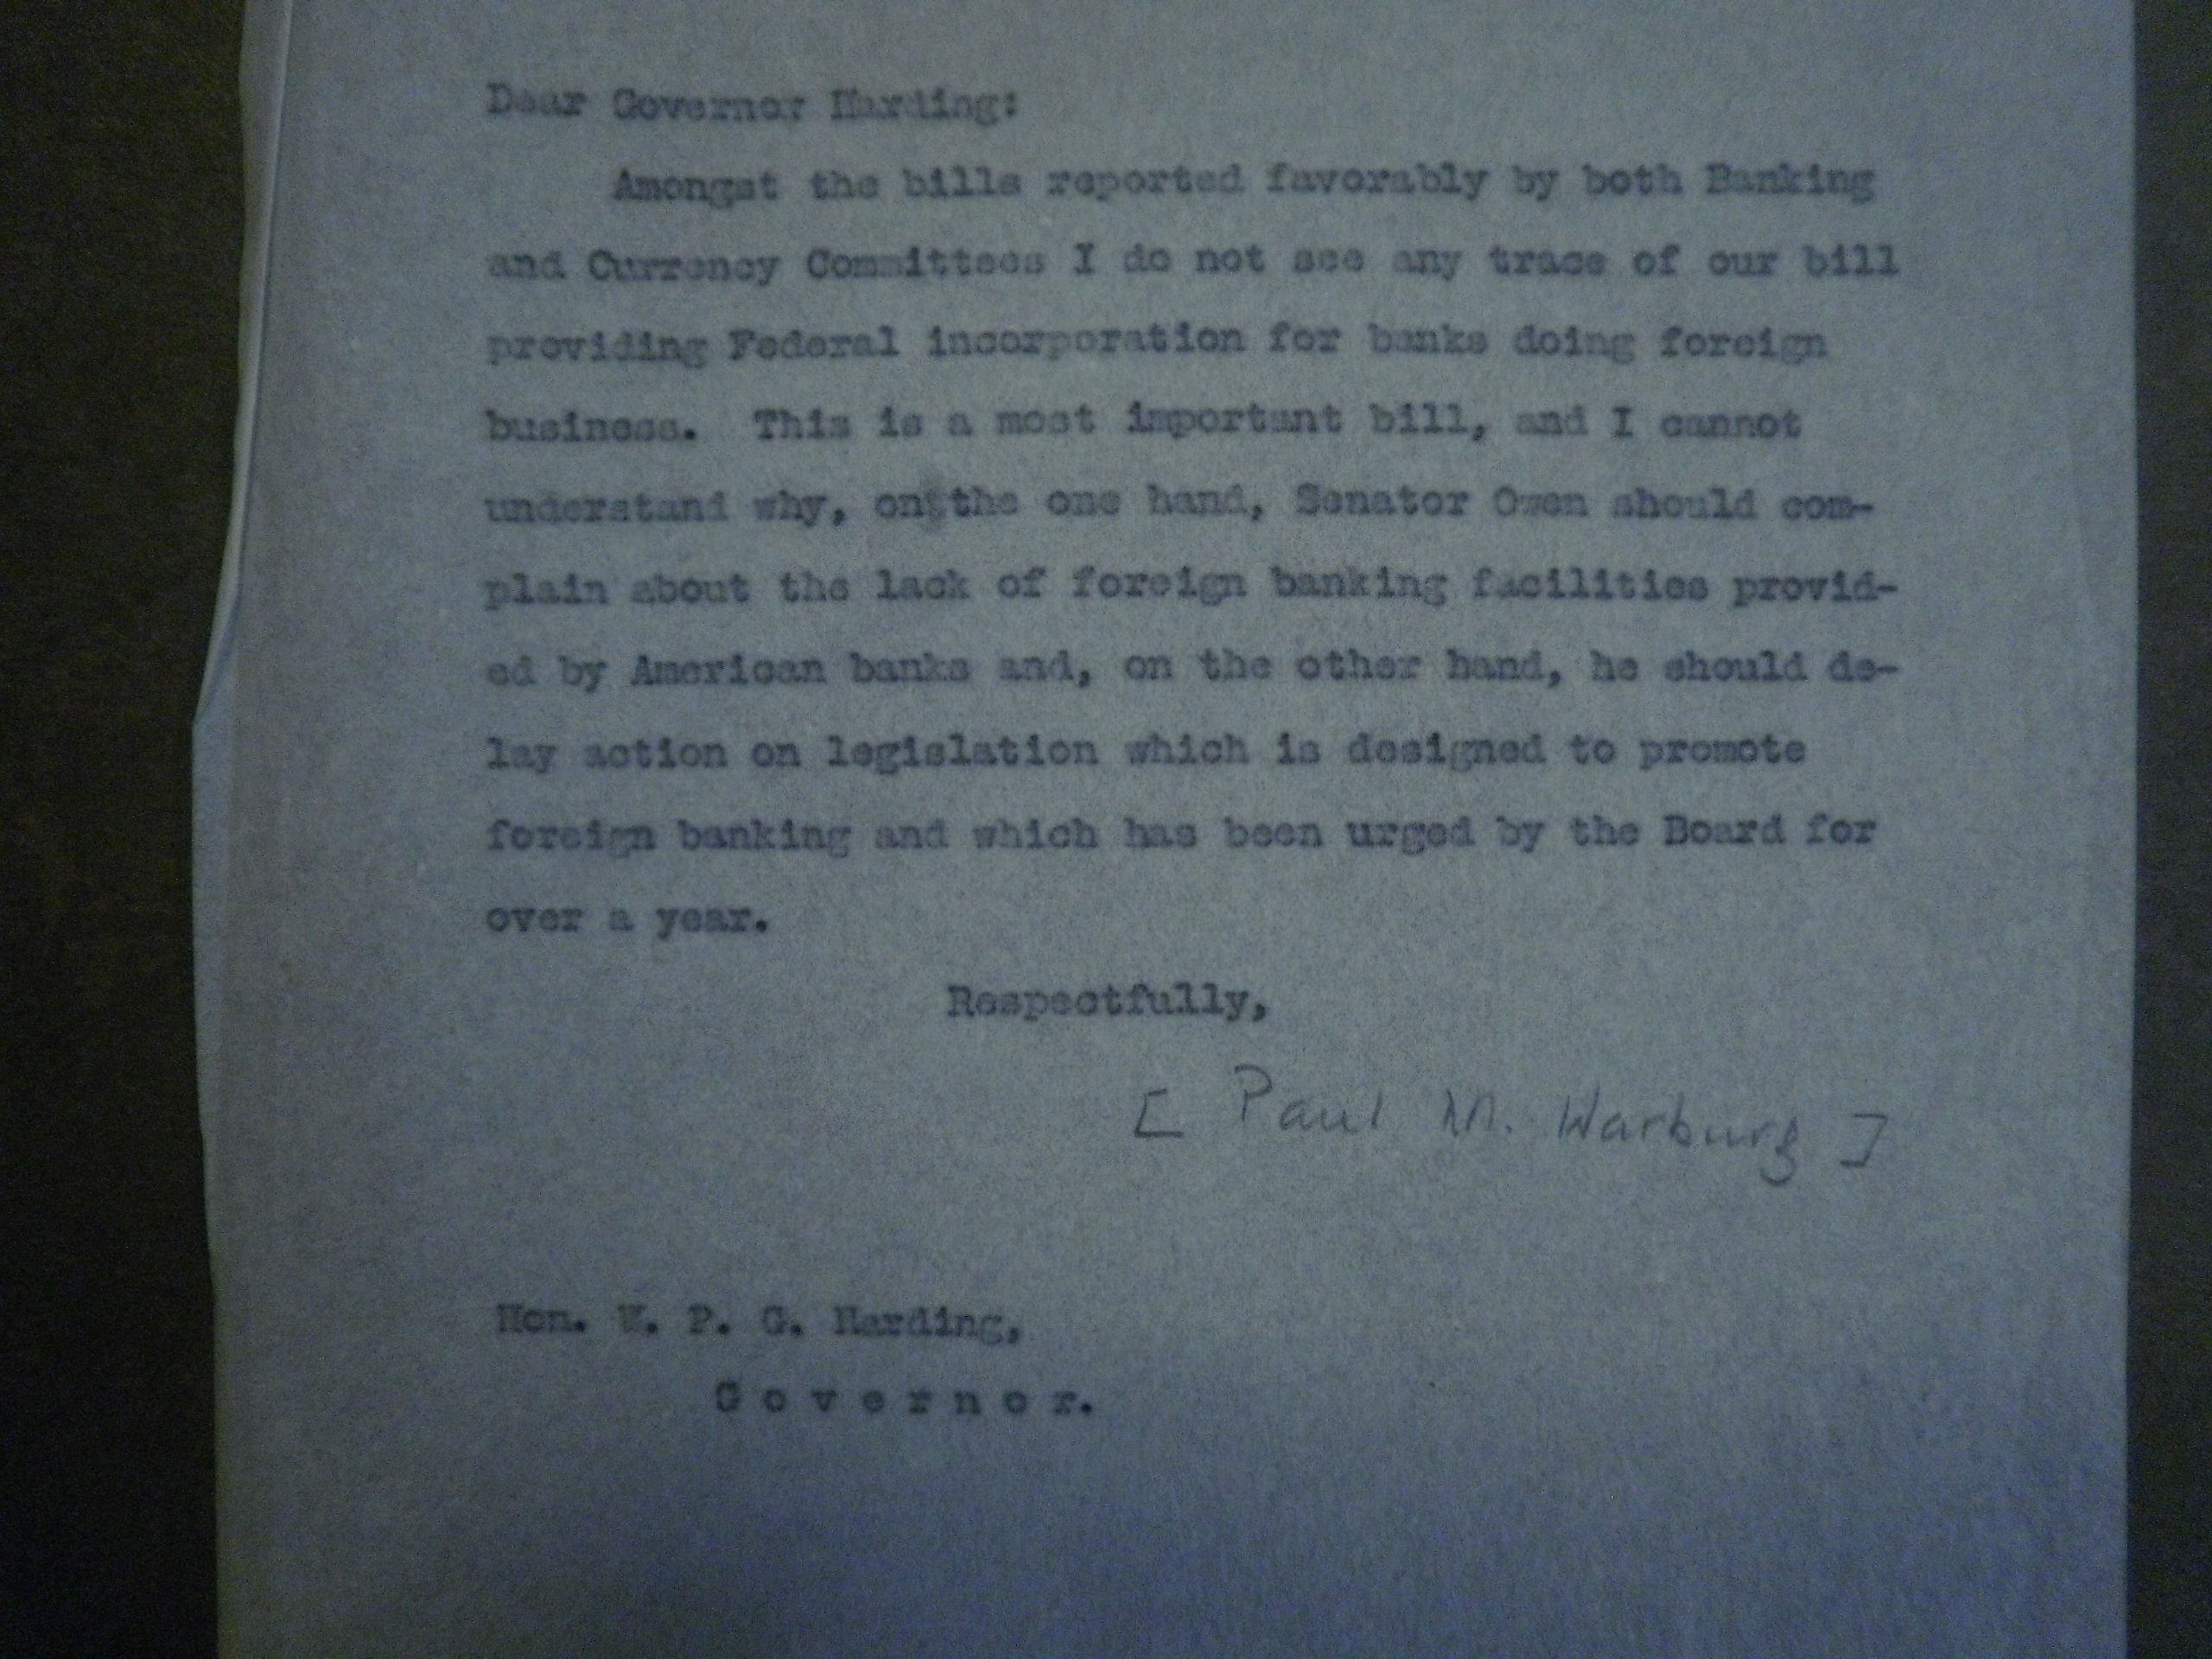 Dear Governor Harding:
Amongst the bills reported favorably by both Banking
and Currency Committees I do not see any trace of our bill
providing Federal incorporation for banks doing foreign
business. This is a most important bill, and I cannot
understand why, on the one hand, Senator Owen should com-
plain about the lack of foreign banking facilities provid-
ed by American banks and, on the other hand, he should de-
lay action on legislation which is designed to promote
foreign banking and which has been urged by the Board for
over a year.
Respectfully,
[ Paul M. Warburg ]
Hon. W. P. G. Harding,
G o v e r n o r.